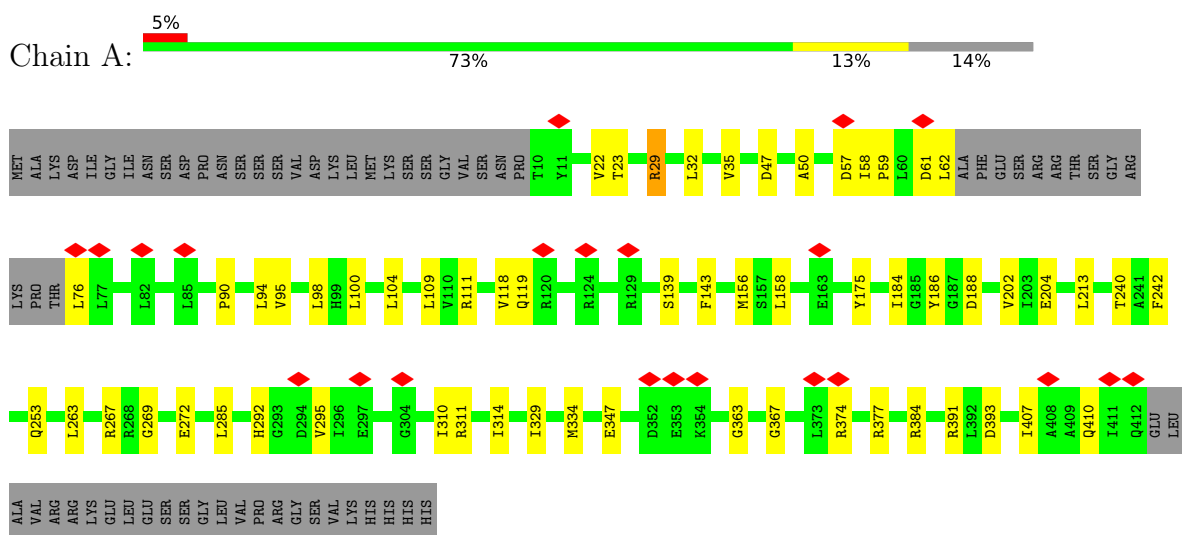 5%
Chain A:
73% 13% 14%
MET ALA LYS ASP ILE GLY ILE ILE ASN SER ASP PRO ASN SER SER SER VAL ASP LYS LEU MET LYS SER SER GLY VAL SER ASN PRO T10 Y11 V22 T23 R29 L32 V35 D47 A50 D57 I58 P59 L60 D61 L62 ALA PHE GLU SER ARG ARG THR SER GLY ARG
LYS PRO THR L76 L77 L82 L85 P90 L94 V95 L98 H99 L100 L104 L109 V110 R111 V118 Q119 R120 R124 R129 S139 F143 M156 S157 L158 E163 Y175 I184 G185 Y186 G187 D188 V202 I203 E204 L213 T240 A241 F242
Q253 L263 R267 R268 G269 E272 L285 H292 G293 D294 V295 I296 E297 G304 I310 R311 I314 I329 M334 E347 D352 E353 K354 G363 G367 L373 R374 R377 R384 R391 L392 D393 I407 A408 A409 Q410 I411 Q412 GLU LEU
ALA VAL ARG ARG LYS GLU LEU GLU SER SER GLY LEU VAL PRO ARG GLY SER VAL LYS HIS HIS HIS HIS